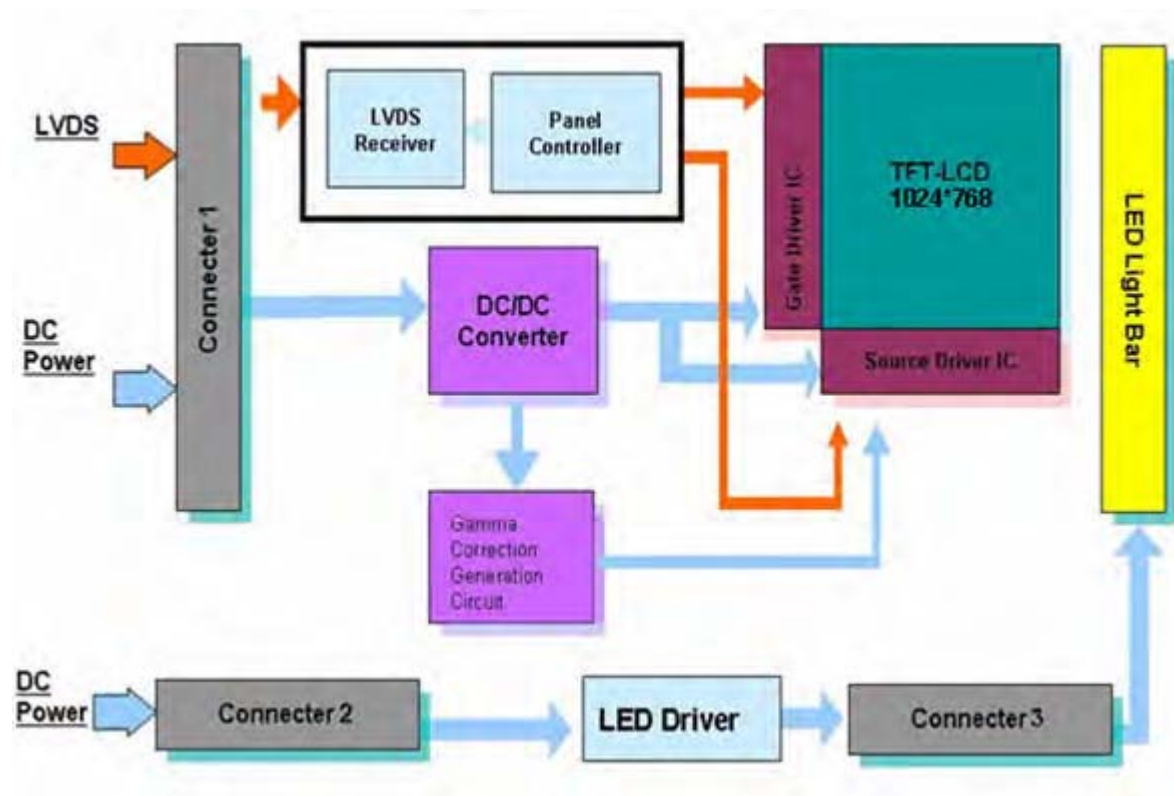 LVDS
Connecter 1
LVDS
Receiver
Panel
Controller
Gate Driver IC
TFT-LCD
1024*768
LED Light Bar
DC
Power
DC/DC
Converter
Source Driver IC
Gamma
Correction
Generation
Circuit
DC
Power
Connecter 2
LED Driver
Connecter 3